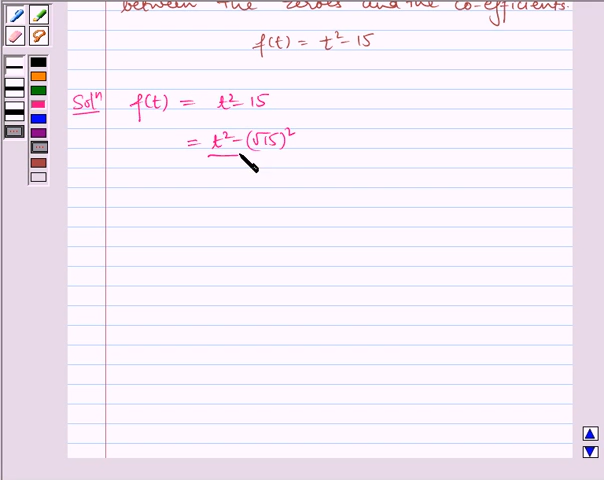 between the zeroes and the co-efficients.
f(t) = t² - 15
Solⁿ f(t) = t² - 15
= t² - (√15)²